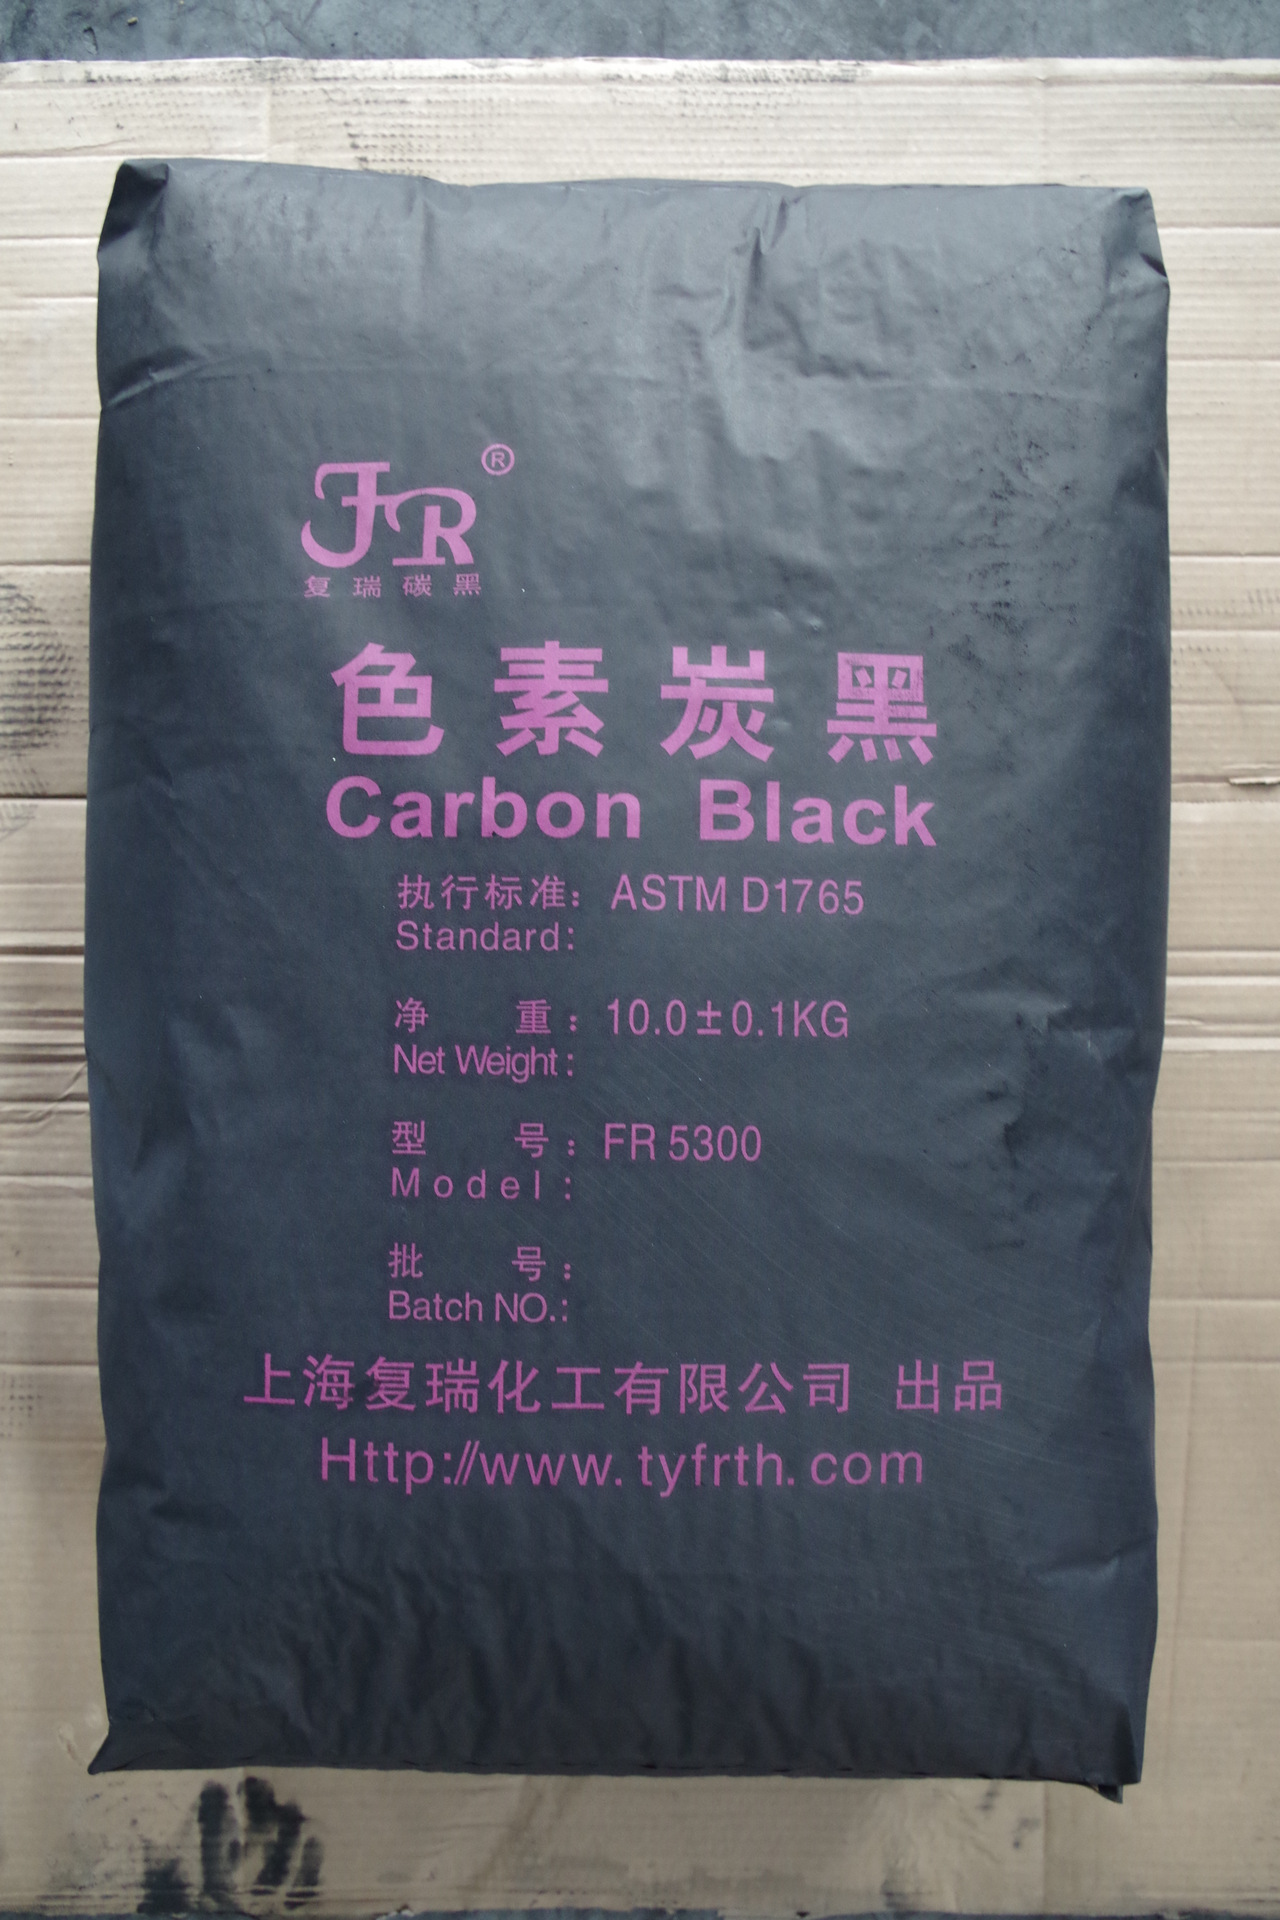 FR®
复瑞碳黑
色素炭黑
Carbon Black
执行标准：ASTM D1765
Standard:
净 重：10.0±0.1KG
Net Weight:
型 号：FR 5300
Model:
批 号：
Batch NO.:
上海复瑞化工有限公司 出品
Http://www.tyfrth.com